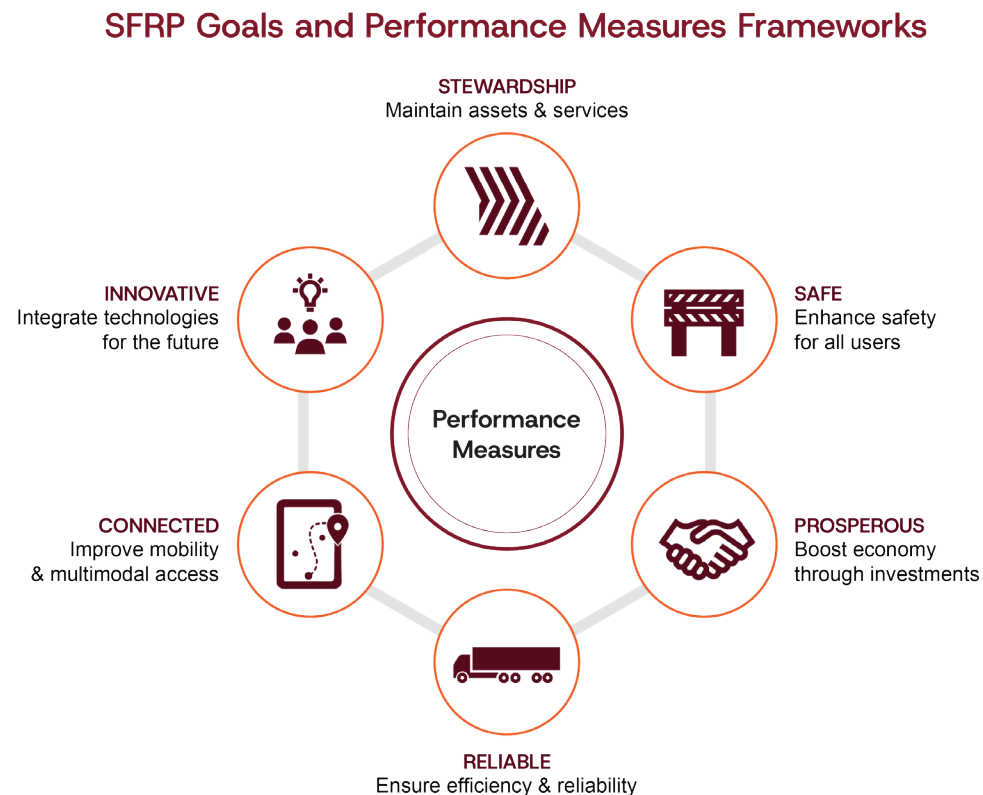 SFRP Goals and Performance Measures Frameworks
STEWARDSHIP
Maintain assets & services
INNOVATIVE
Integrate technologies
for the future
SAFE
Enhance safety
for all users
Performance
Measures
CONNECTED
Improve mobility
& multimodal access
PROSPEROUS
Boost economy
through investments
RELIABLE
Ensure efficiency & reliability